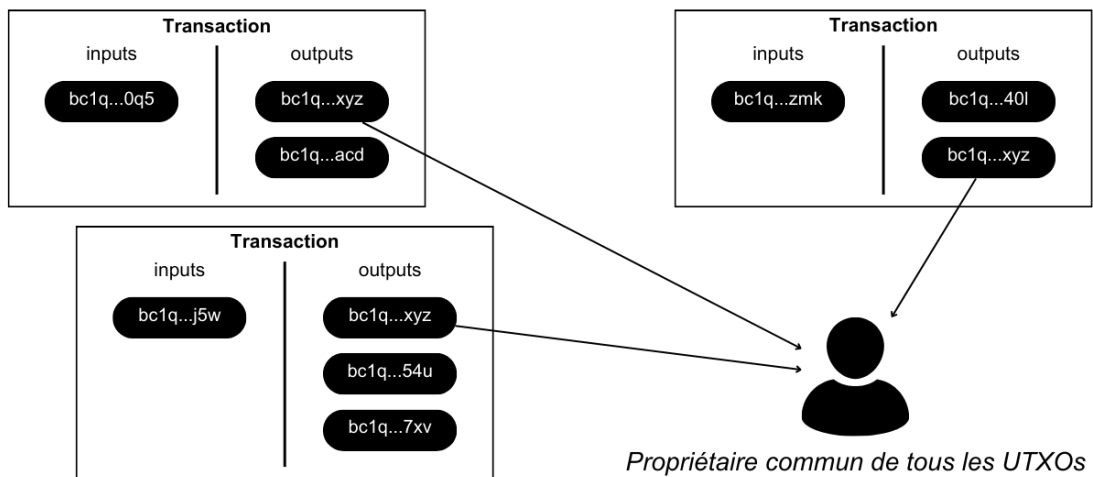 Transaction
inputs outputs
bc1q...0q5 bc1q...xyz
bc1q...acd
Transaction
inputs outputs
bc1q...zmk bc1q...40l
bc1q...xyz
Transaction
inputs outputs
bc1q...j5w bc1q...xyz
bc1q...54u
bc1q...7xv
Propriétaire commun de tous les UTXOs